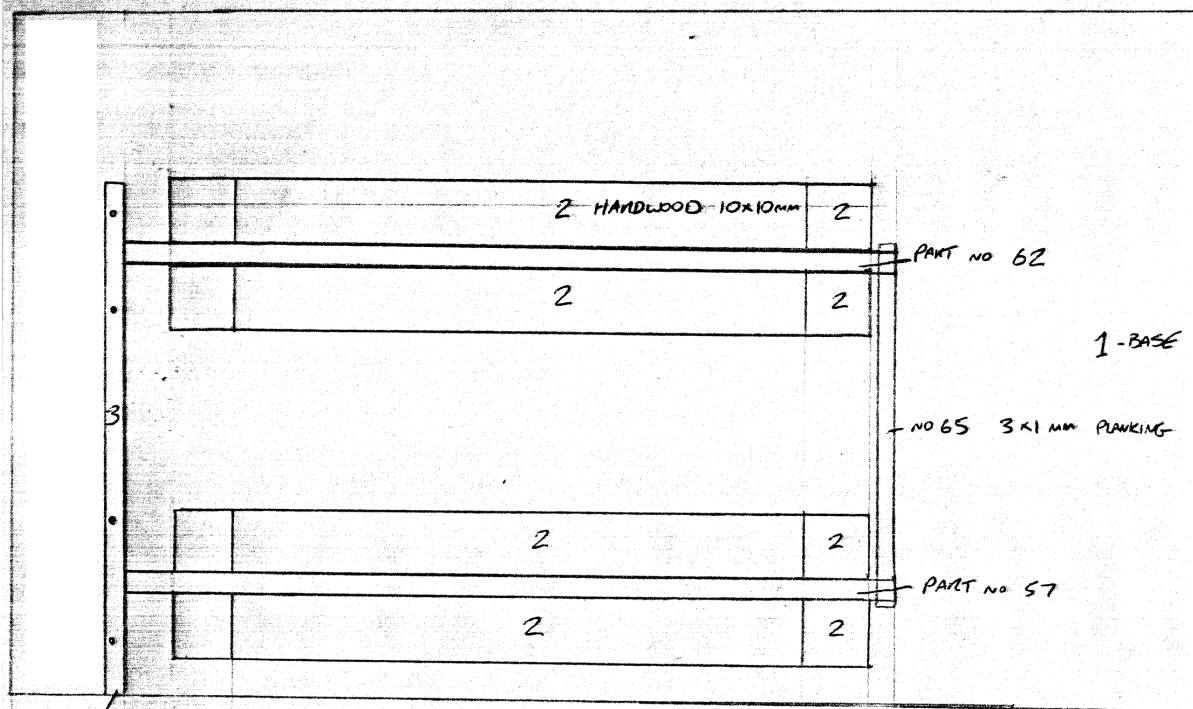 2 HARDWOOD 10x10mm 2
PART NO 62
2 2
1-BASE
3
NO 65 3x1 mm PLANKING
2 2
PART NO 57
2 2